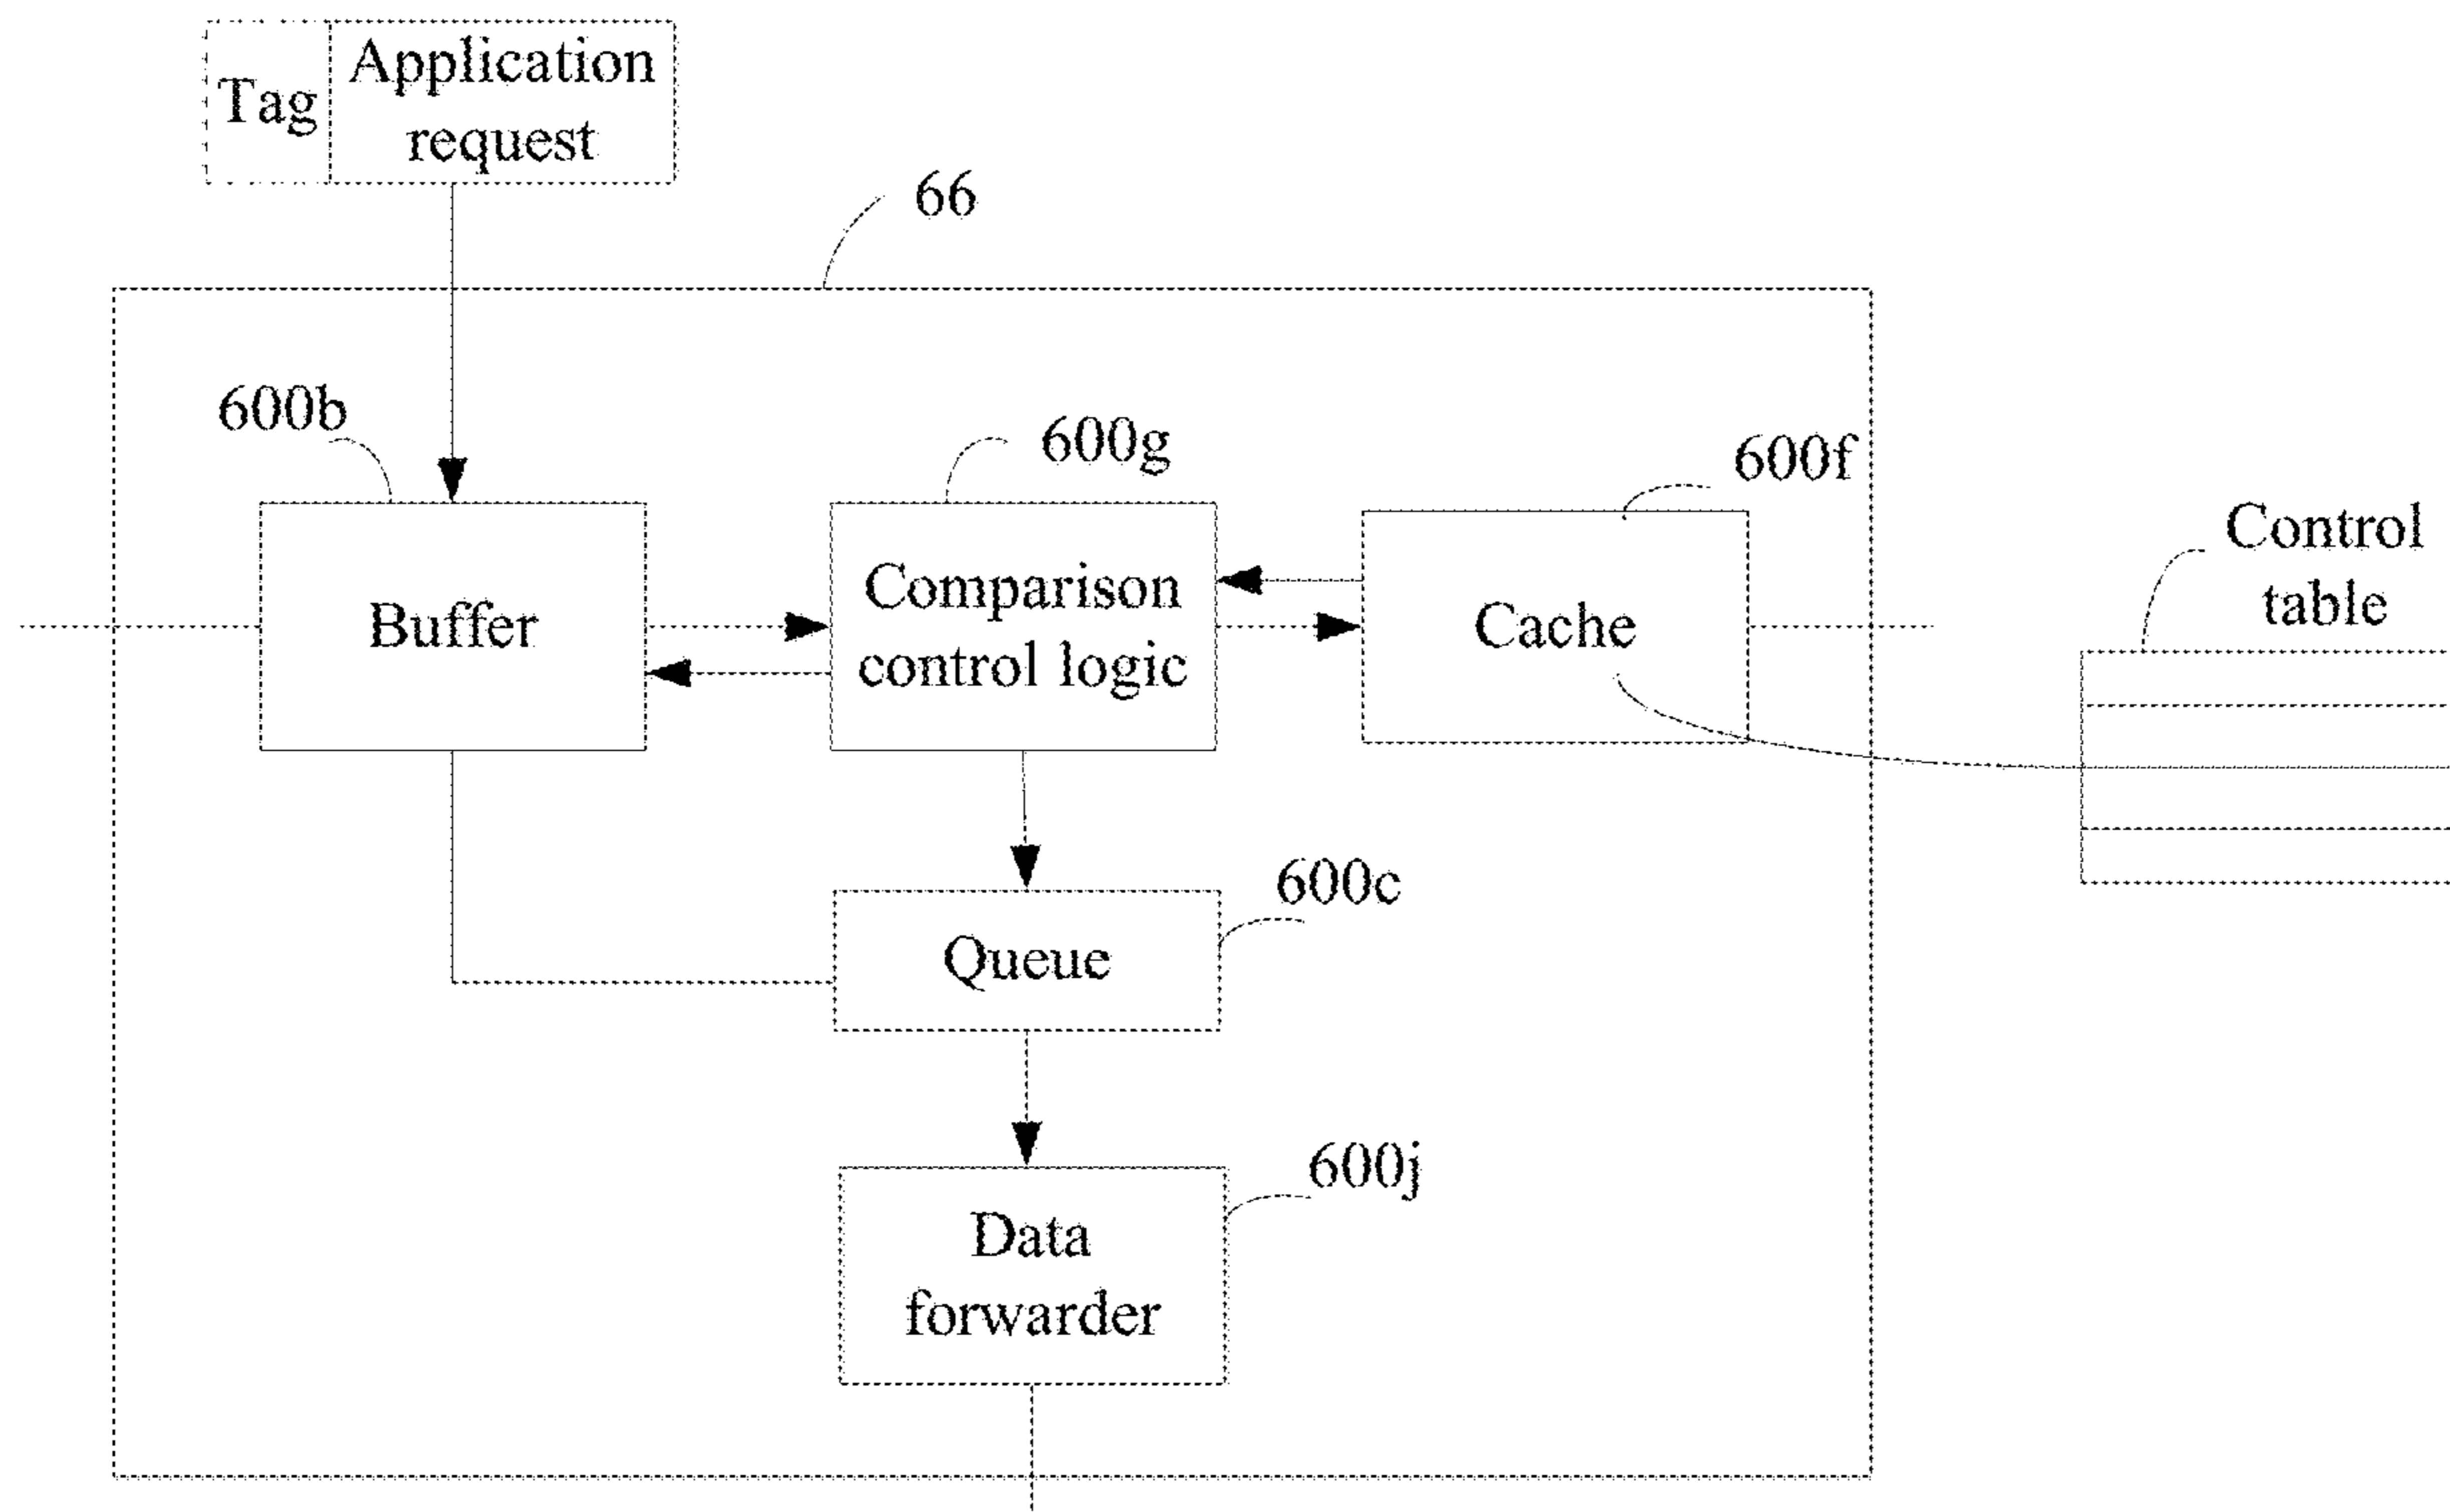 Tag
Application
request
66
600b
600g
600f
Control
table
Buffer
Comparison
control logic
Cache
600c
Queue
600j
Data
forwarder